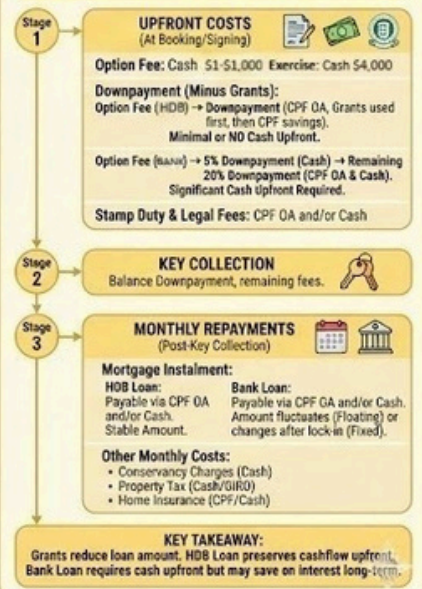 Stage
1
UPFRONT COSTS
(At Booking/Signing)
Option Fee: Cash $1-$1,000 Exercise: Cash $4,000
Downpayment (Minus Grants):
Option Fee (HDB) → Downpayment (CPF OA, Grants used
first, then CPF savings).
Minimal or NO Cash Upfront.
Option Fee (BANK) → 5% Downpayment (Cash) → Remaining
20% Downpayment (CPF OA & Cash).
Significant Cash Upfront Required.
Stamp Duty & Legal Fees: CPF OA and/or Cash
Stage
2
KEY COLLECTION
Balance Downpayment, remaining fees.
Stage
3
MONTHLY REPAYMENTS
(Post-Key Collection)
Mortgage Instalment:
HOB Loan:
Payable via CPF OA
and/or Cash.
Stable Amount.
Bank Loan:
Payable via CPF GA and/or Cash.
Amount fluctuates (Floating) or
changes after lock-in (Fixed).
Other Monthly Costs:
• Conservancy Charges (Cash)
• Property Tax (Cash/GIRO)
• Home Insurance (CPF/Cash)
KEY TAKEAWAY:
Grants reduce loan amount. HDB Loan preserves cashflow upfront.
Bank Loan requires cash upfront but may save on interest long-term.